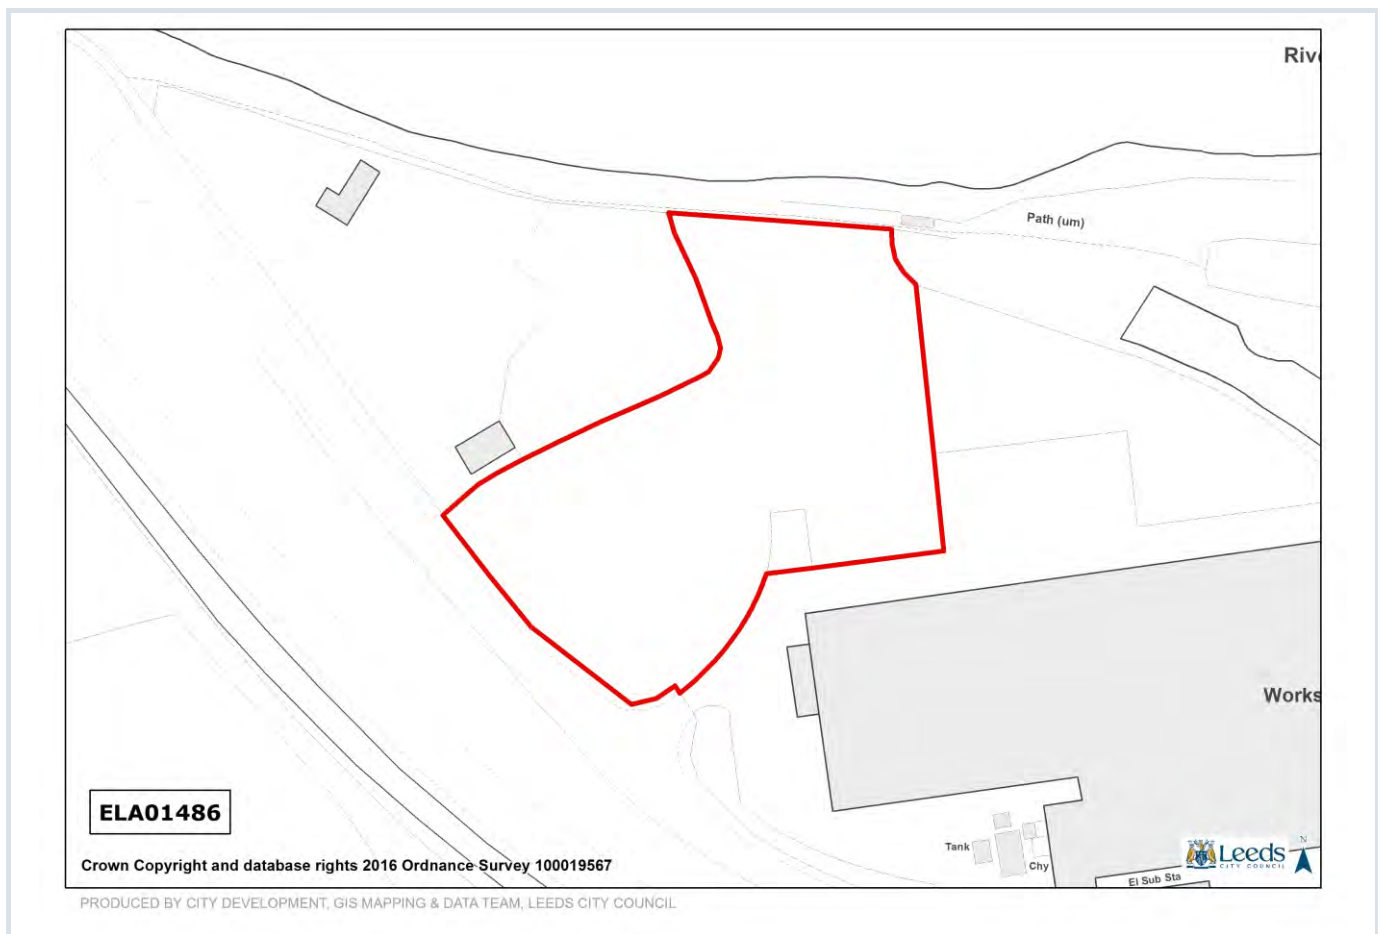 Riv
Path (um)
Works
ELA01486
Tank
Chy
El Sub Sta
Leeds
CITY COUNCIL
N
Crown Copyright and database rights 2016 Ordnance Survey 100019567
PRODUCED BY CITY DEVELOPMENT, GIS MAPPING & DATA TEAM, LEEDS CITY COUNCIL